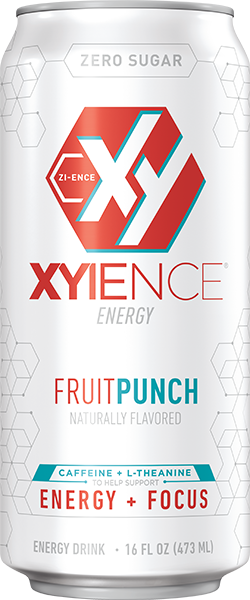 ZERO SUGAR
ZI-ENCE
XY
XYIENCE®
ENERGY
FRUITPUNCH
NATURALLY FLAVORED
CAFFEINE + L-THEANINE
TO HELP SUPPORT
ENERGY + FOCUS
ENERGY DRINK • 16 FL OZ (473 ML)